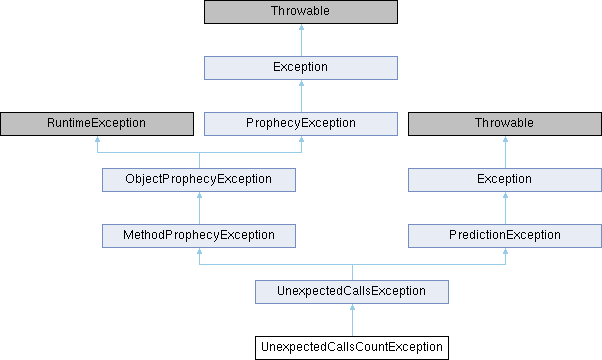 Throwable
Exception
RuntimeException
ProphecyException
Throwable
ObjectProphecyException
Exception
MethodProphecyException
PredictionException
UnexpectedCallsException
UnexpectedCallsCountException